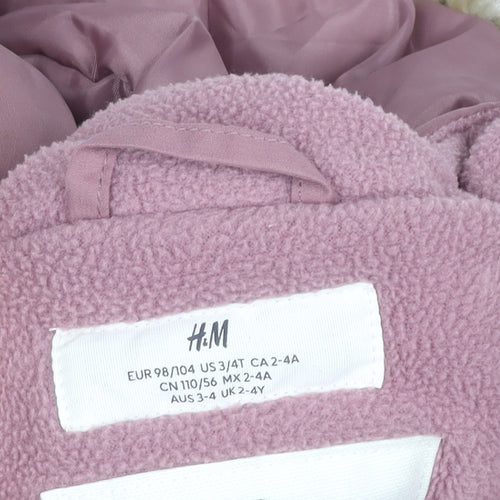 H&M
EUR 98/104 US 3/4T CA 2-4A
CN 110/56 MX 2-4A
AUS 3-4 UK 2-4Y